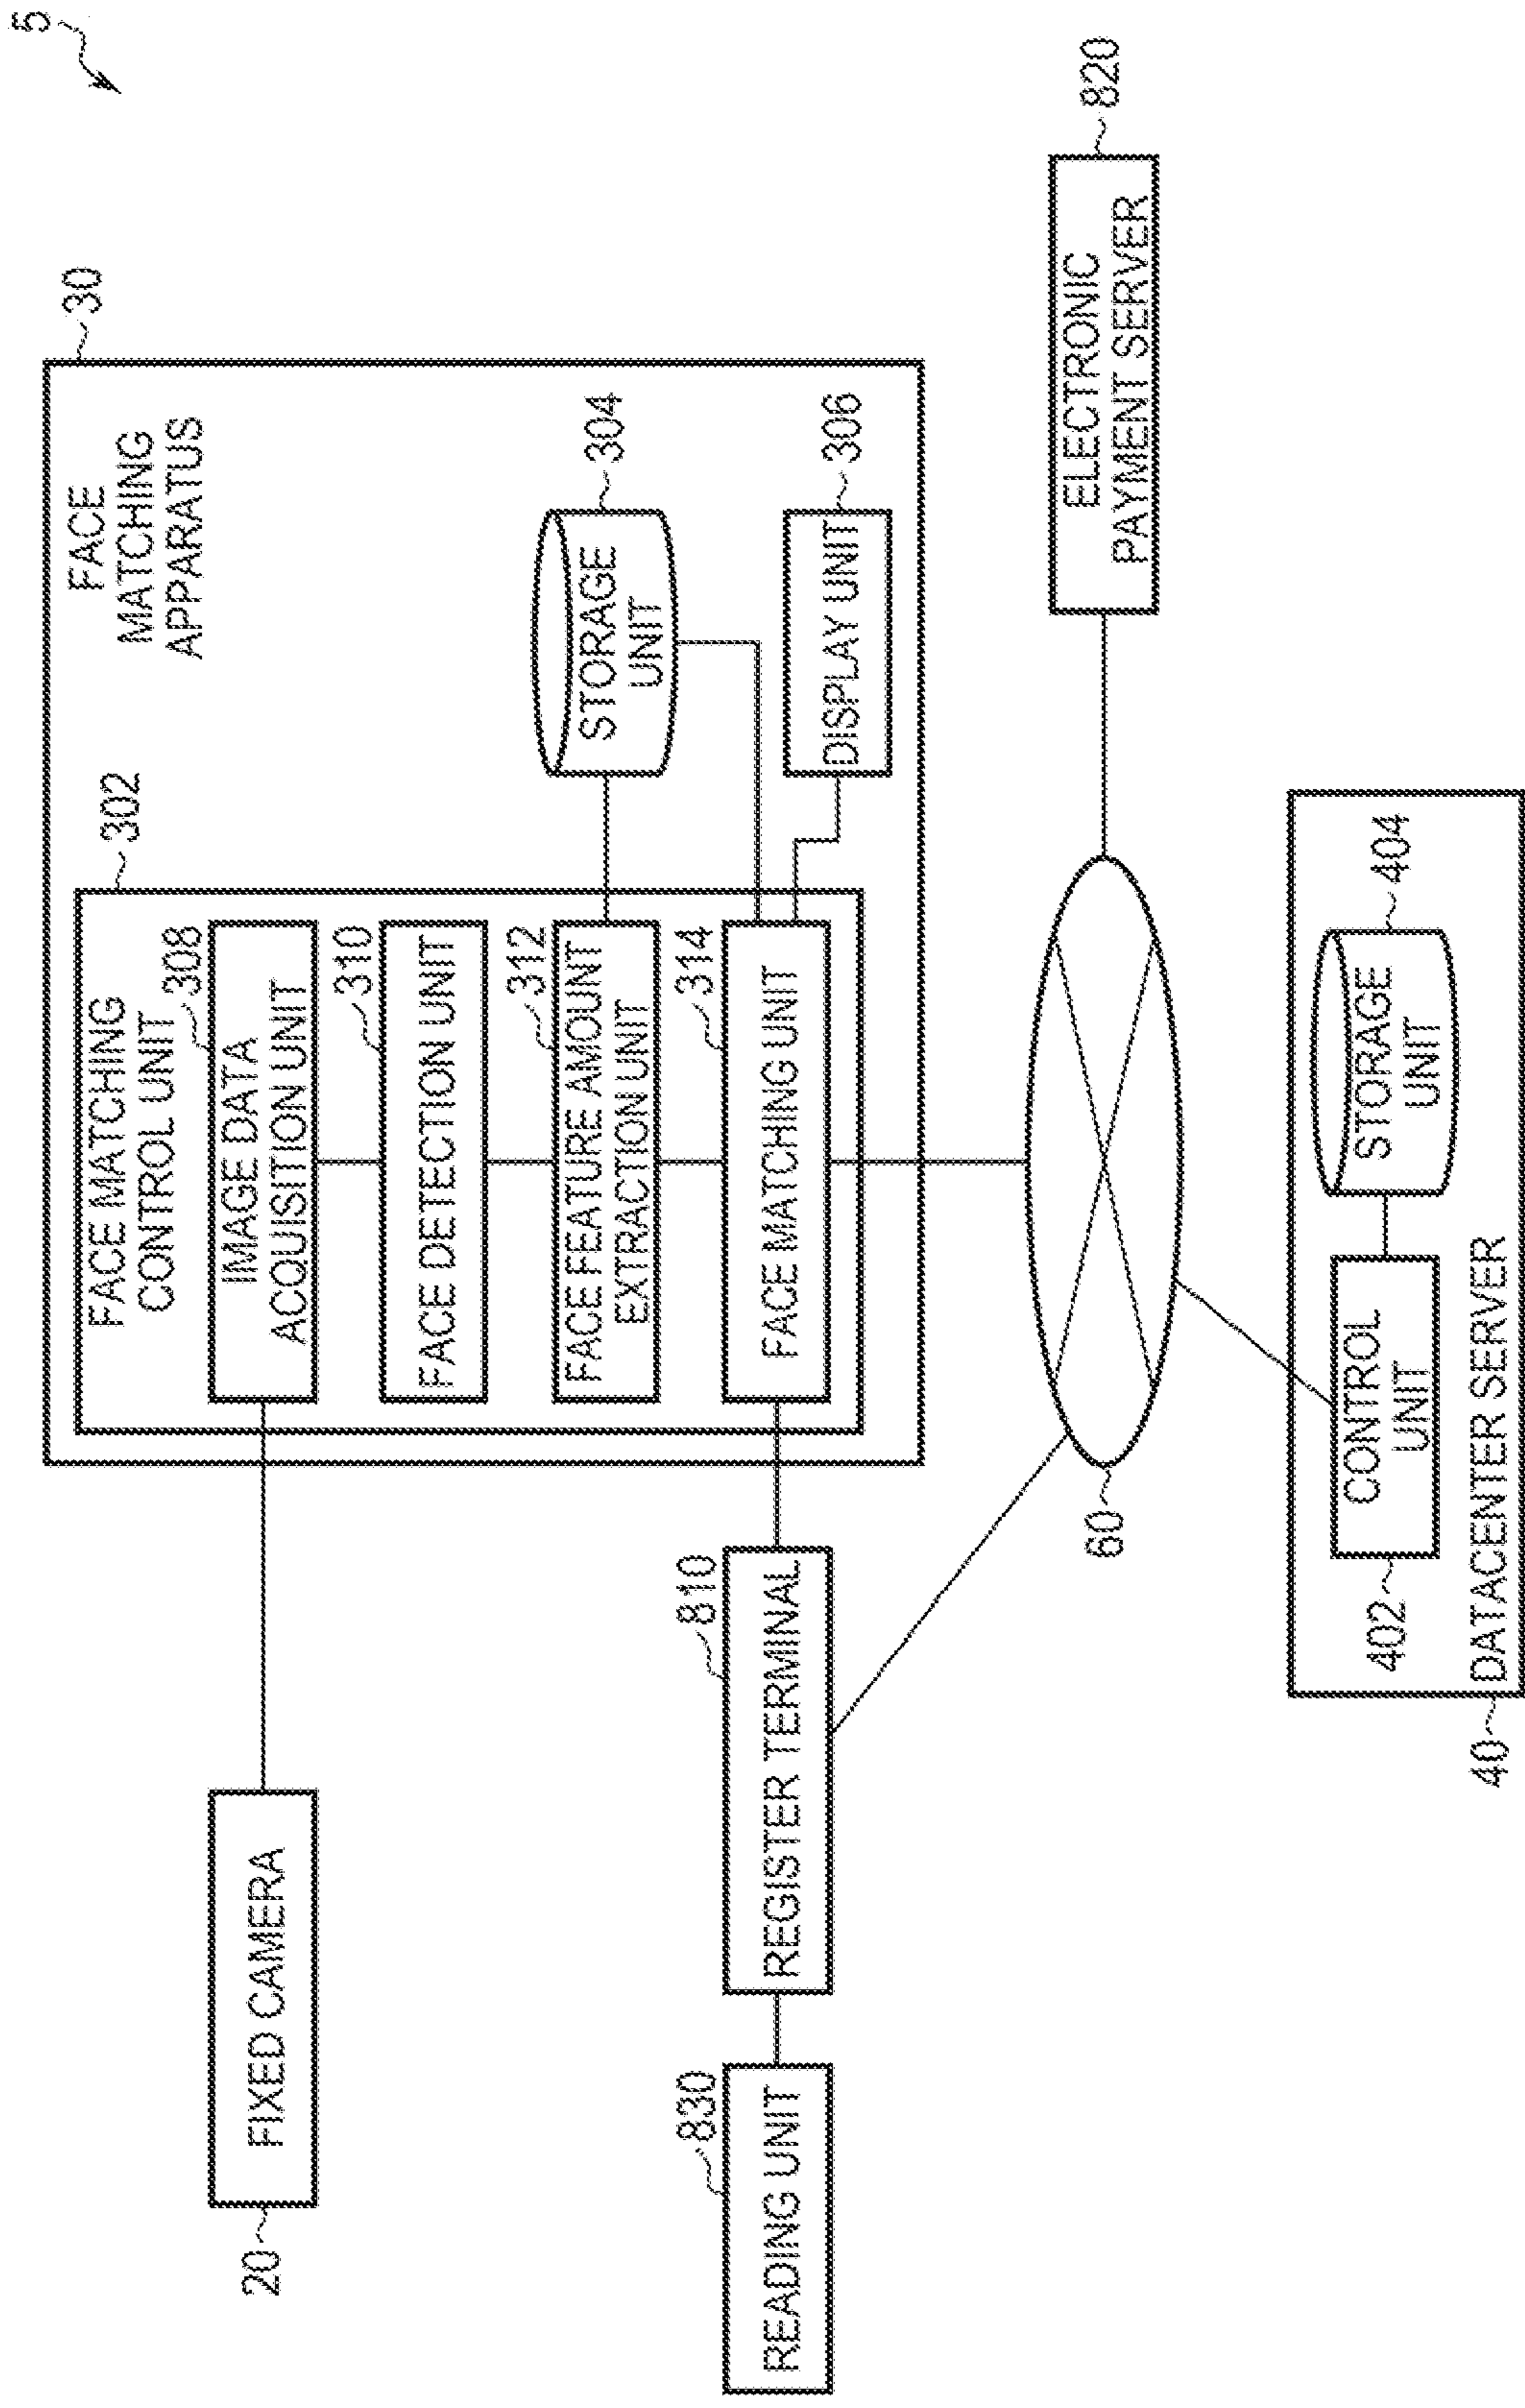 5
30
FACE
MATCHING
APPARATUS
302
FACE MATCHING
CONTROL UNIT
308
IMAGE DATA
ACQUISITION UNIT
20
FIXED CAMERA
310
FACE DETECTION UNIT
304
STORAGE
UNIT
312
FACE FEATURE AMOUNT
EXTRACTION UNIT
306
DISPLAY UNIT
314
FACE MATCHING UNIT
810
REGISTER TERMINAL
830
READING UNIT
820
ELECTRONIC
PAYMENT SERVER
60
404
STORAGE
UNIT
CONTROL
UNIT
402
DATACENTER SERVER
40